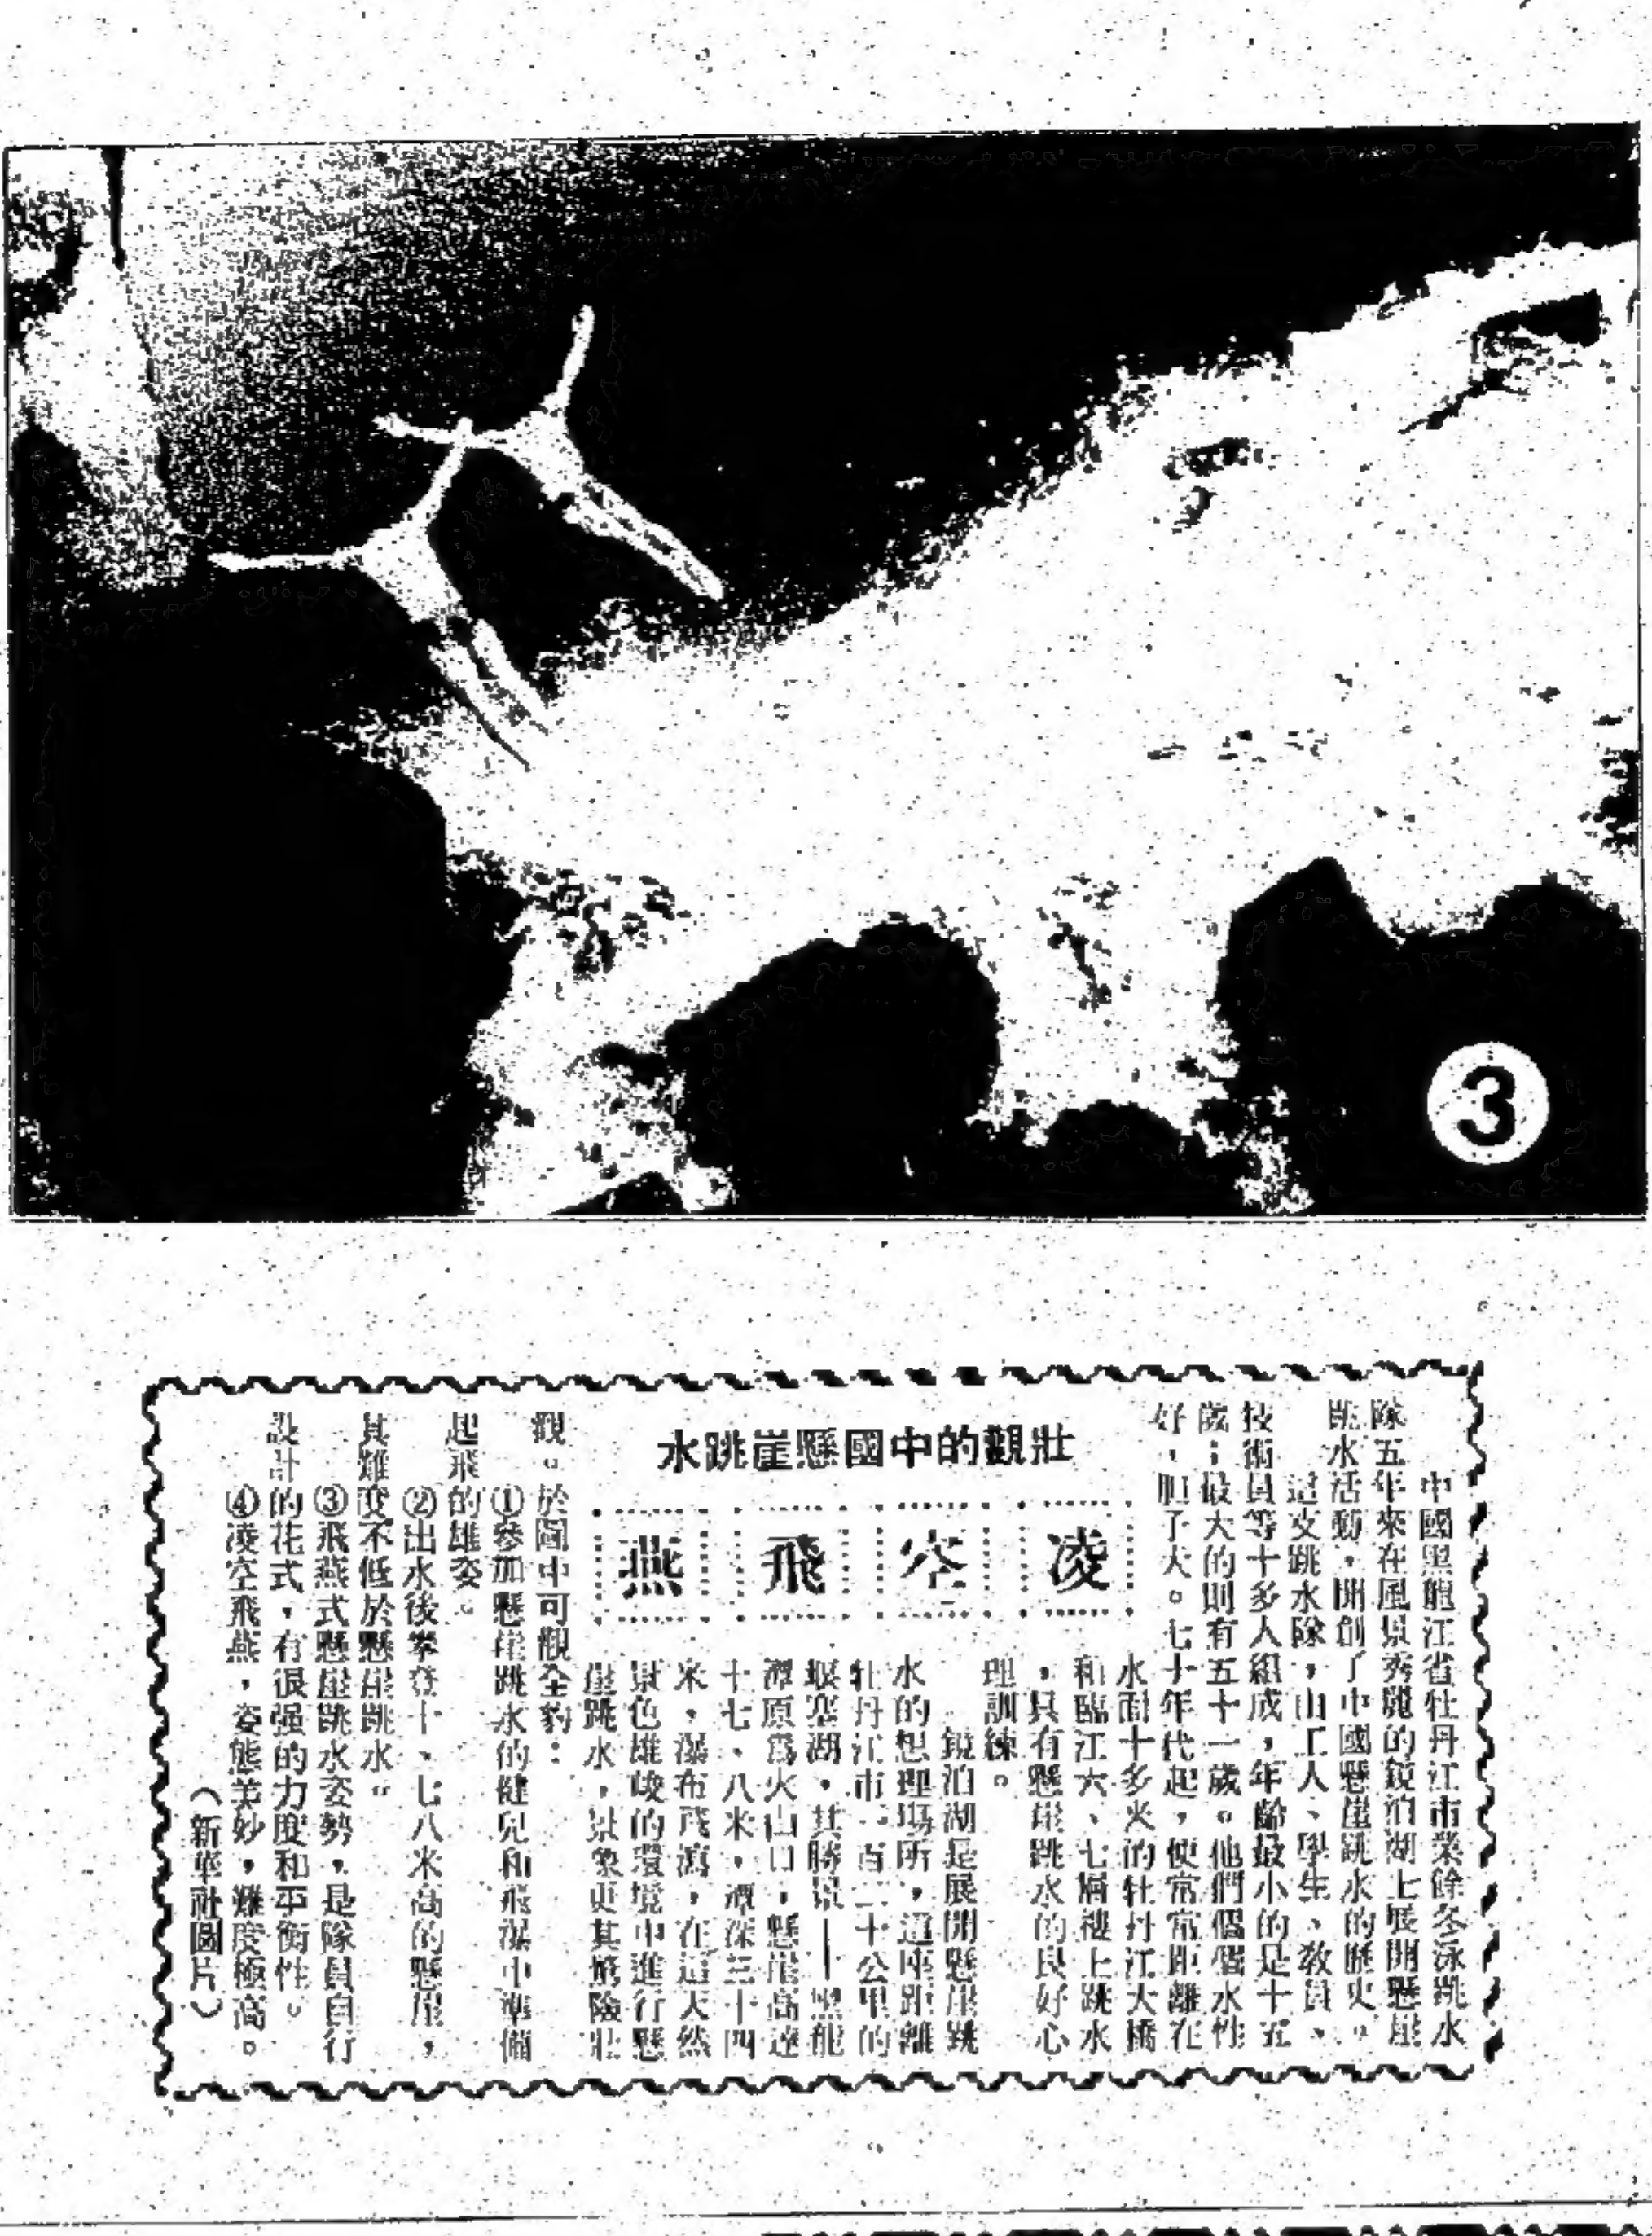 ③
壯觀的中國懸崖跳水
凌空飛燕
中國黑龍江省牡丹江市業餘冬泳跳水
隊五年來在風景秀麗的鏡泊湖上展開懸崖
跳水活動，開創了中國懸崖跳水的歷史。
這支跳水隊，由工人、學生、教員、
技術員等十多人組成，年齡最小的是十五
歲；最大的則有五十一歲。他們個個水性
好，胆子大。七十年代起，便常常距離在
水面十多米的牡丹江大橋
和臨江六、七層樓上跳水
，具有懸崖跳水的良好心
理訓練。
鏡泊湖是展開懸崖跳
水的想理場所，這座距離
牡丹江市一百二十公里的
堰塞湖，其勝景——黑龍
潭原爲火山口，懸崖高達
十七、八米，潭深三十四
米，瀑布飛瀉，在這天然
景色雄峻的環境中進行懸
崖跳水，景象更其驚險壯
觀。於圖中可觀全豹：
①參加懸崖跳水的健兒和飛瀑中準備
起飛的雄姿。
②出水後攀登十、七八米高的懸崖，
其難度不低於懸崖跳水。
③飛燕式懸崖跳水姿勢，是隊員自行
設計的花式，有很强的力度和平衡性。
④凌空飛燕，姿態美妙，難度極高。
（新華社圖片）